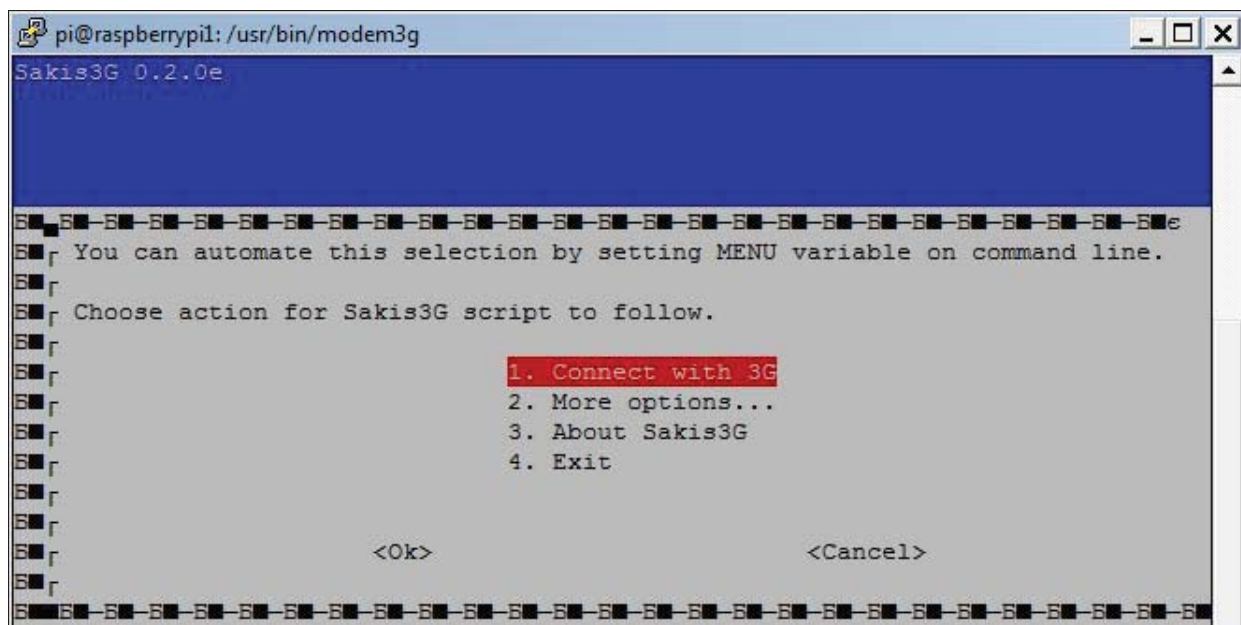 pi@raspberrypi1: /usr/bin/modem3g
Sakis3G 0.2.0e
You can automate this selection by setting MENU variable on command line.
Choose action for Sakis3G script to follow.
1. Connect with 3G
2. More options...
3. About Sakis3G
4. Exit
<Ok> <Cancel>